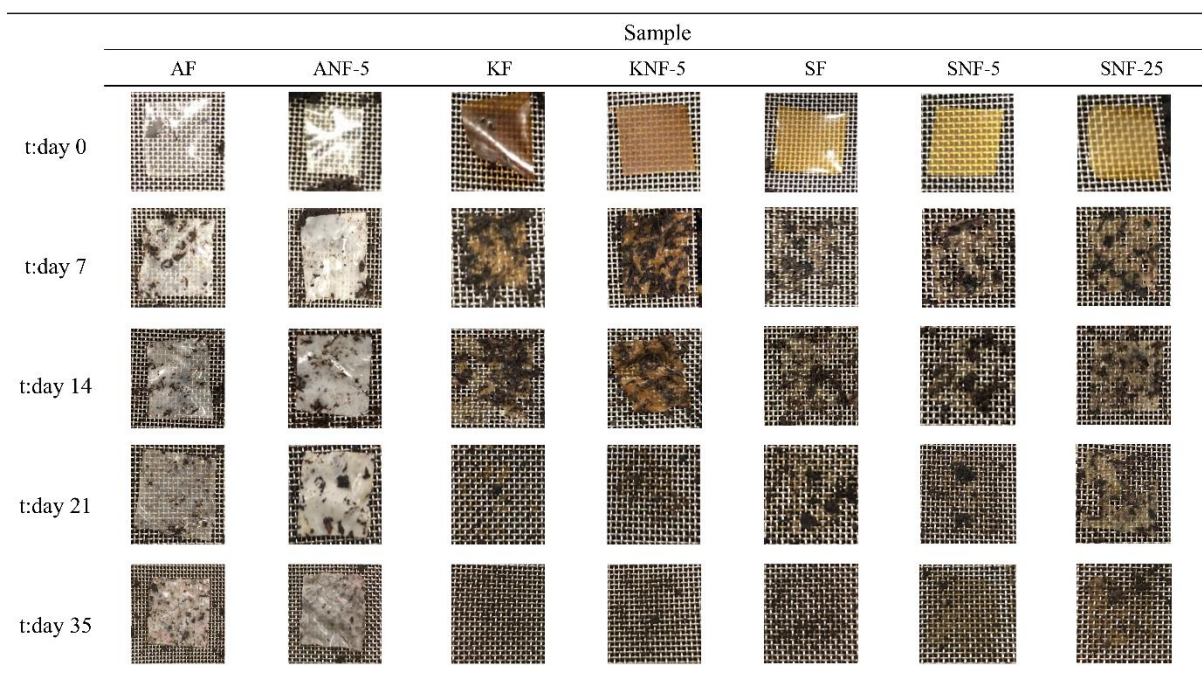 Sample
AF ANF-5 KF KNF-5 SF SNF-5 SNF-25
t:day 0
t:day 7
t:day 14
t:day 21
t:day 35